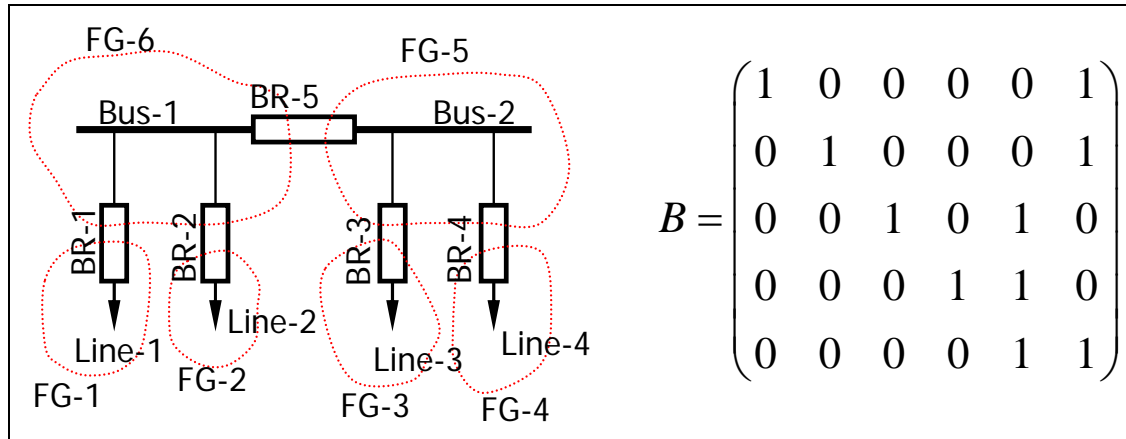 FG-6
FG-5
BR-5
Bus-1
Bus-2
BR-1
BR-2
BR-3
BR-4
Line-1
Line-2
Line-3
Line-4
FG-1
FG-2
FG-3
FG-4
B =
1 0 0 0 0 1
0 1 0 0 0 1
0 0 1 0 1 0
0 0 0 1 1 0
0 0 0 0 1 1